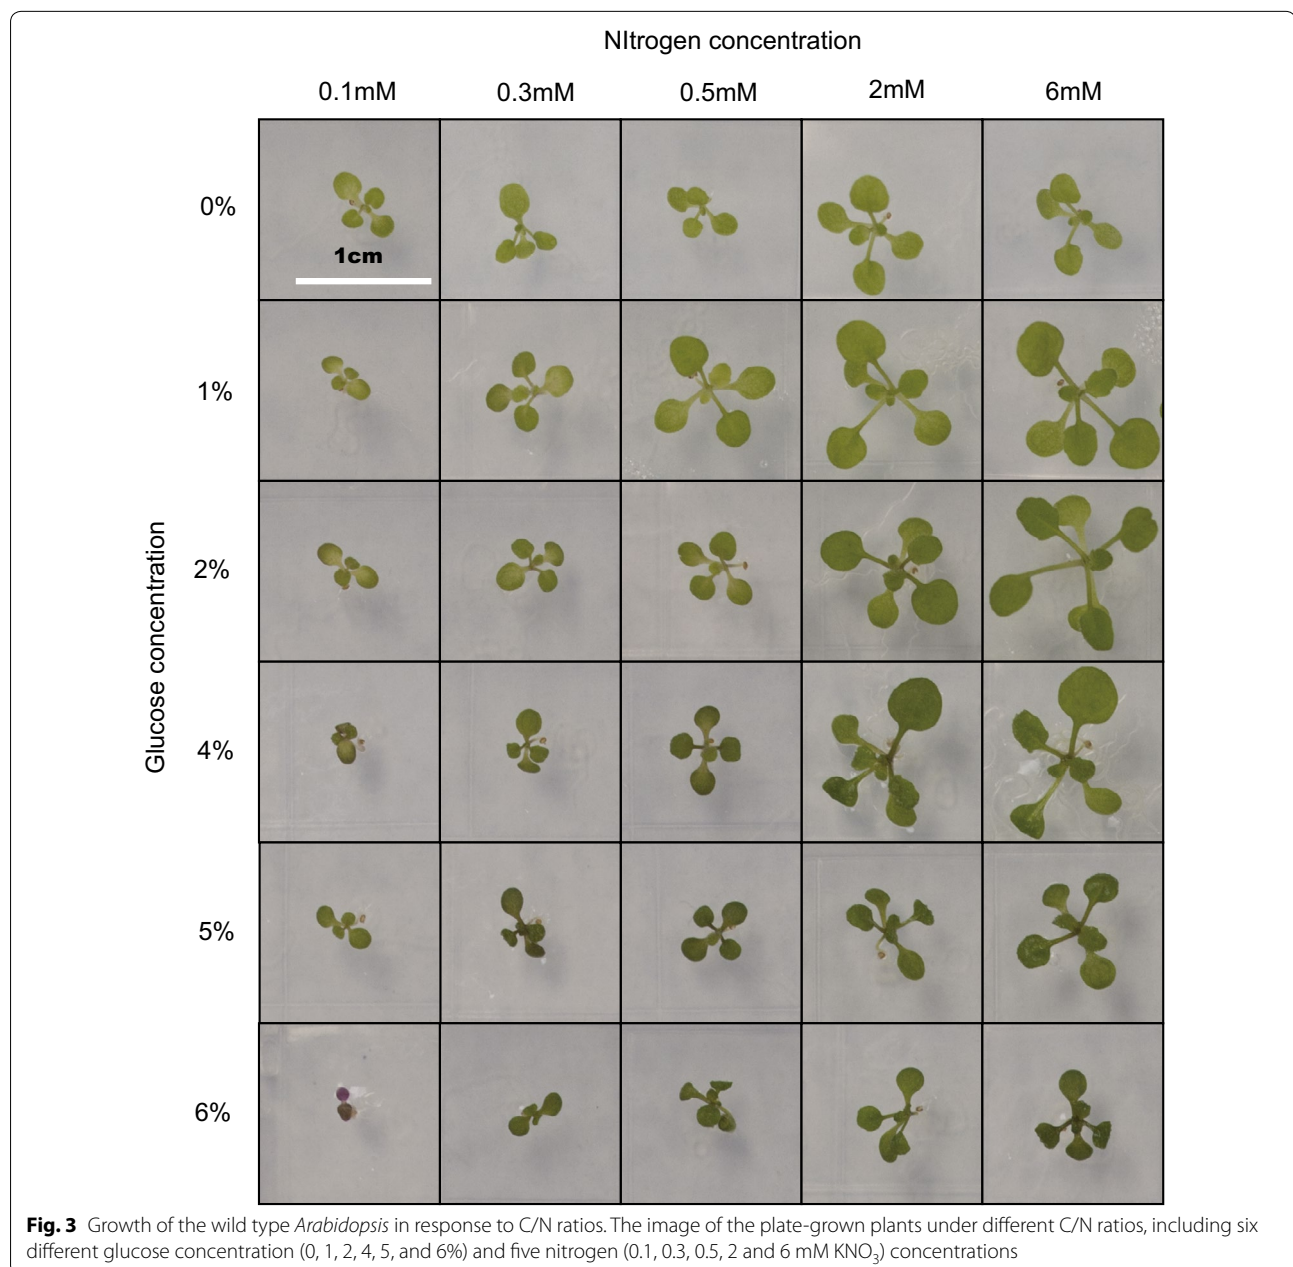 NItrogen concentration
0.1mM 0.3mM 0.5mM 2mM 6mM
0%
1cm
1%
Glucose concentration
2%
4%
5%
6%
Fig. 3 Growth of the wild type Arabidopsis in response to C/N ratios. The image of the plate-grown plants under different C/N ratios, including six
different glucose concentration (0, 1, 2, 4, 5, and 6%) and five nitrogen (0.1, 0.3, 0.5, 2 and 6 mM KNO₃) concentrations